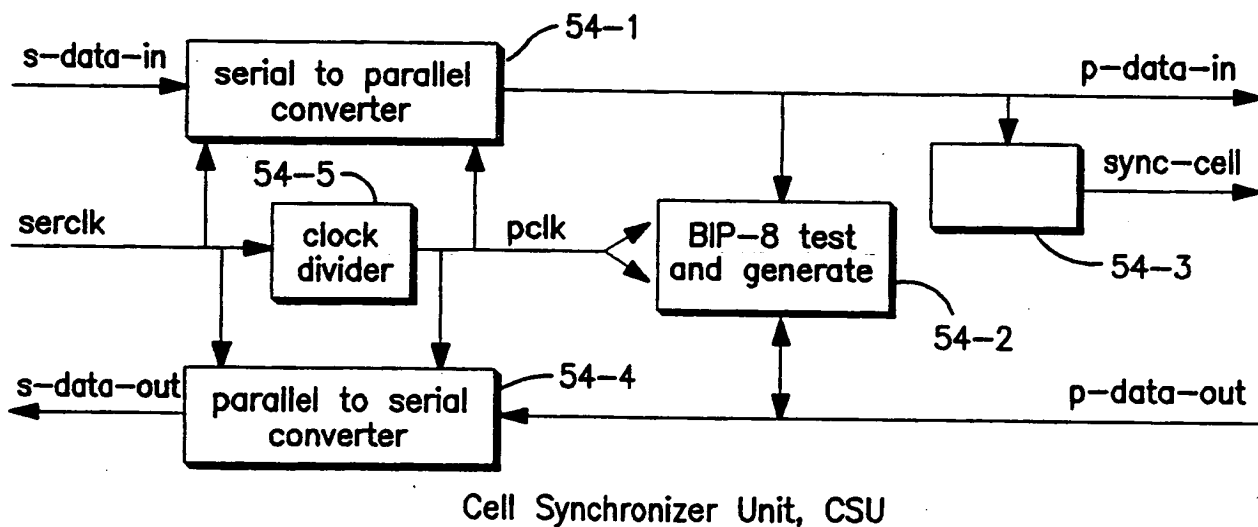 54-1
s-data-in
serial to parallel
converter
p-data-in
54-5
sync-cell
serclk
clock
divider
pclk
BIP-8 test
and generate
54-3
54-2
s-data-out
54-4
parallel to serial
converter
p-data-out
Cell Synchronizer Unit, CSU